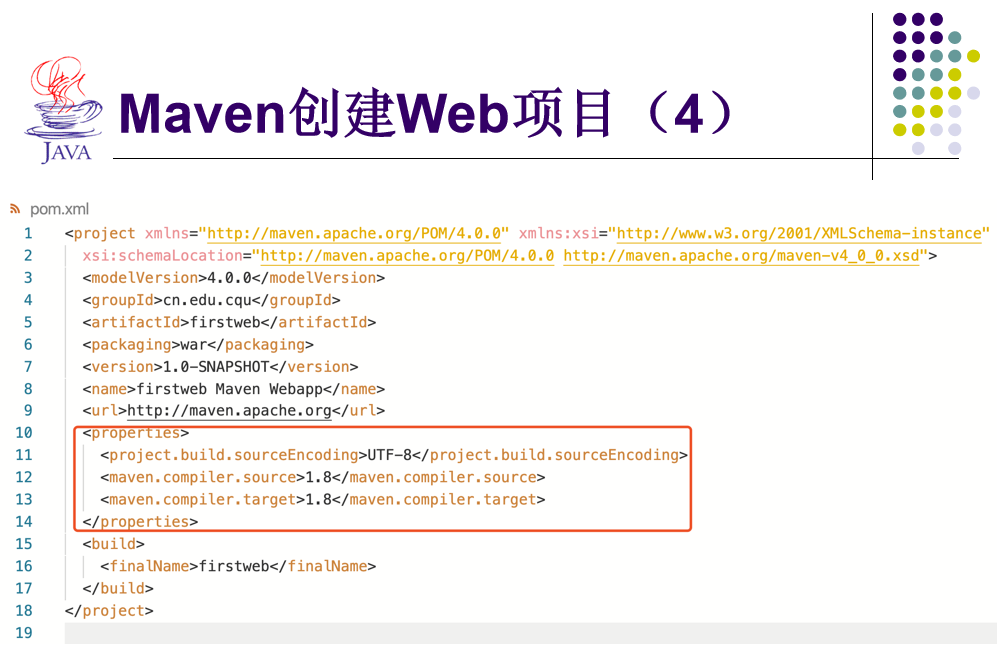 JAVA
Maven创建Web项目（4）
pom.xml
1 <project xmlns="http://maven.apache.org/POM/4.0.0" xmlns:xsi="http://www.w3.org/2001/XMLSchema-instance"
2 xsi:schemaLocation="http://maven.apache.org/POM/4.0.0 http://maven.apache.org/maven-v4_0_0.xsd">
3 <modelVersion>4.0.0</modelVersion>
4 <groupId>cn.edu.cqu</groupId>
5 <artifactId>firstweb</artifactId>
6 <packaging>war</packaging>
7 <version>1.0-SNAPSHOT</version>
8 <name>firstweb Maven Webapp</name>
9 <url>http://maven.apache.org</url>
10 <properties>
11 <project.build.sourceEncoding>UTF-8</project.build.sourceEncoding>
12 <maven.compiler.source>1.8</maven.compiler.source>
13 <maven.compiler.target>1.8</maven.compiler.target>
14 </properties>
15 <build>
16 <finalName>firstweb</finalName>
17 </build>
18 </project>
19